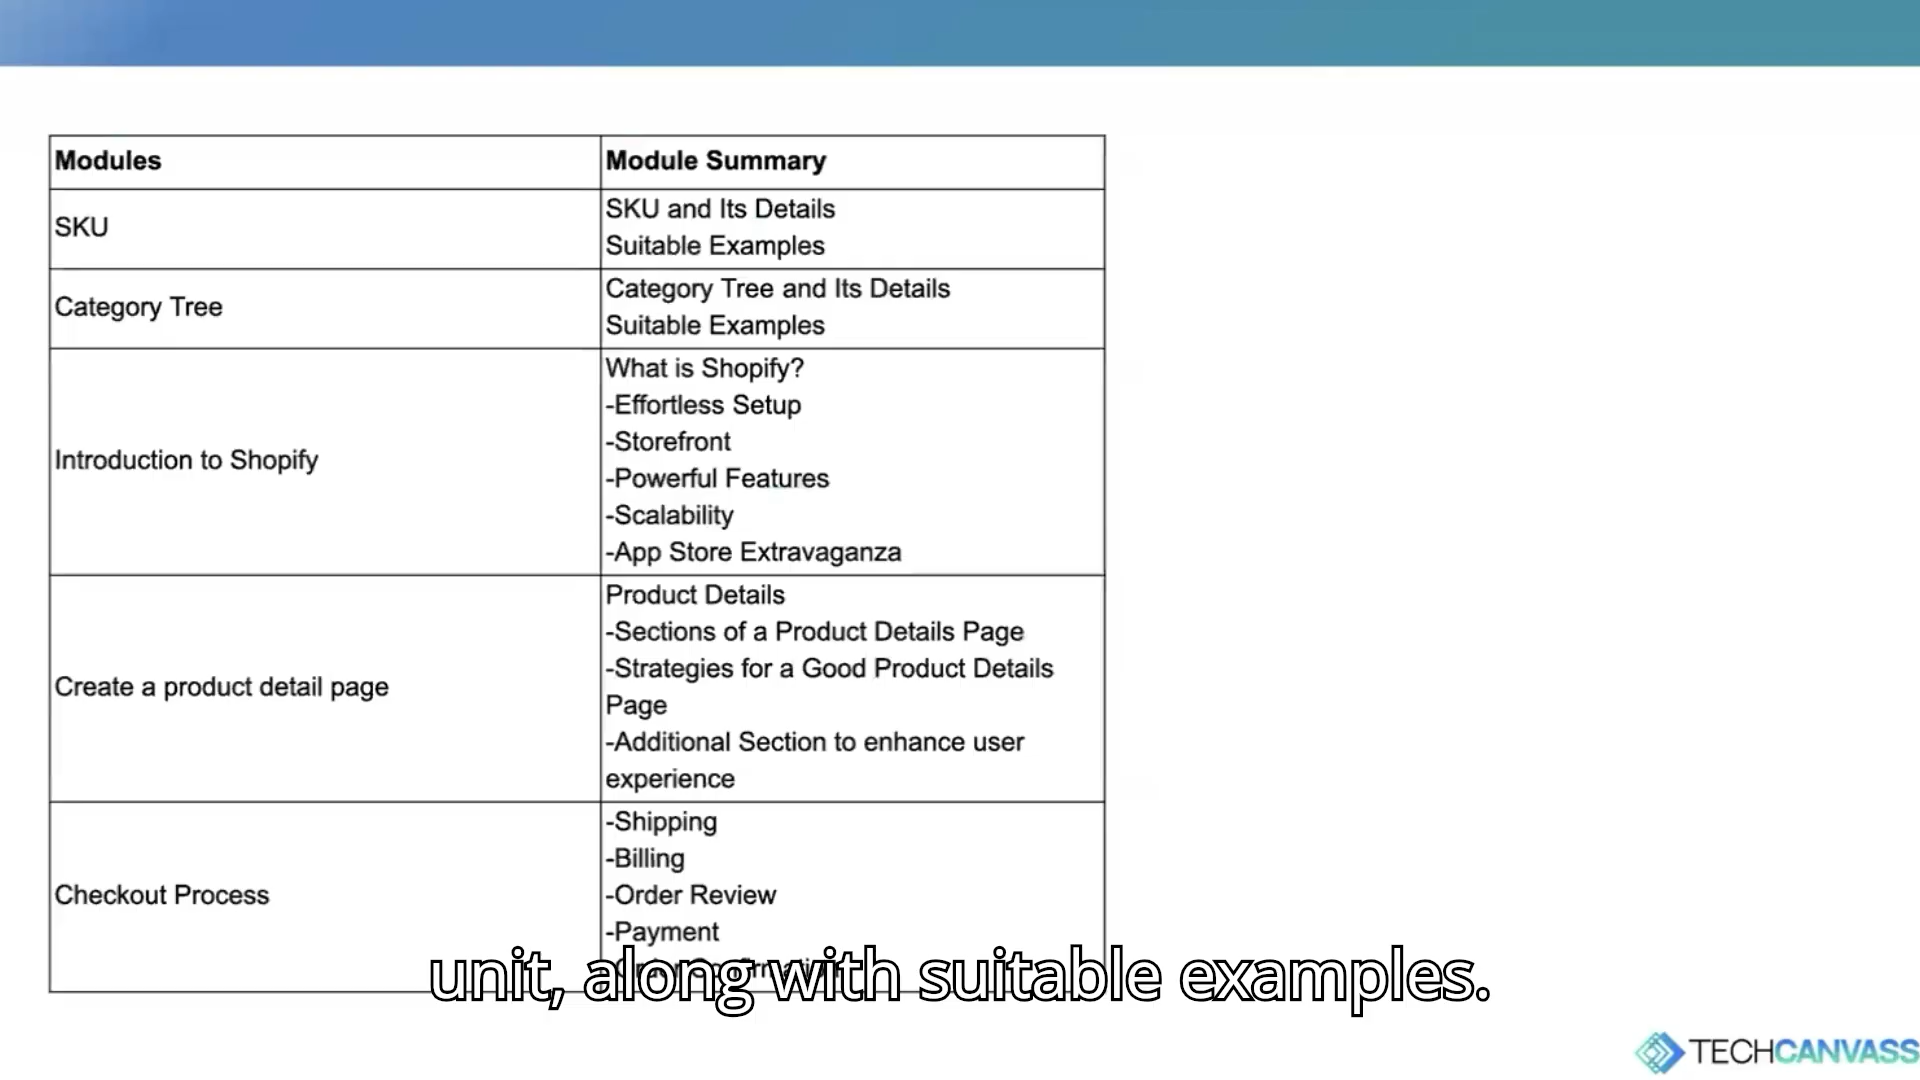 Modules
Module Summary
SKU
SKU and Its Details
Suitable Examples
Category Tree
Category Tree and Its Details
Suitable Examples
Introduction to Shopify
What is Shopify?
-Effortless Setup
-Storefront
-Powerful Features
-Scalability
-App Store Extravaganza
Create a product detail page
Product Details
-Sections of a Product Details Page
-Strategies for a Good Product Details
Page
-Additional Section to enhance user
experience
Checkout Process
-Shipping
-Billing
-Order Review
-Payment
unit, along with suitable examples.
TECHCANVASS